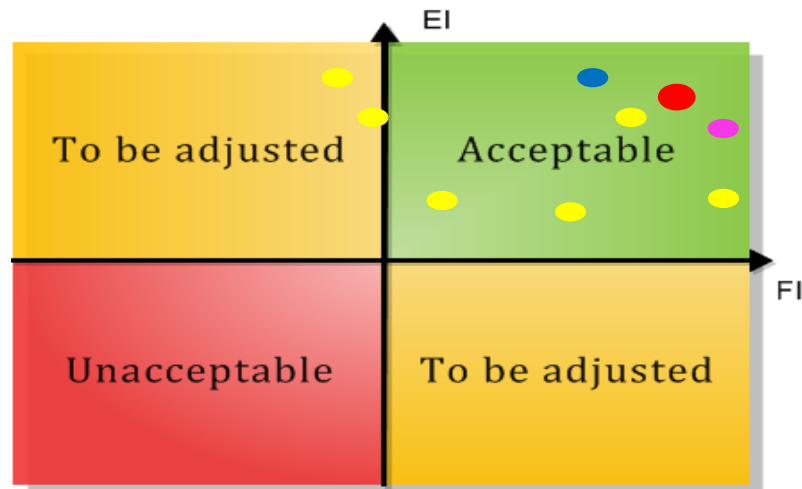 EI
To be adjusted
Acceptable
FI
Unacceptable
To be adjusted